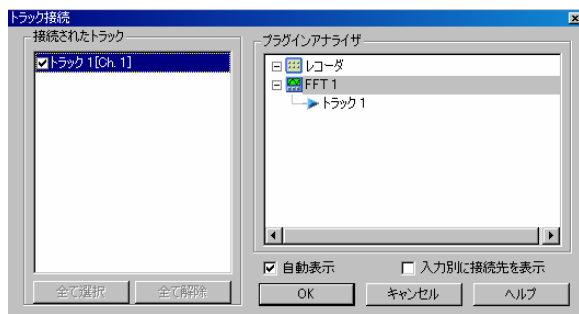 トラック接続
接続されたトラック
トラック 1[Ch. 1]
全て選択
全て解除
プラグインアナライザ
レコーダ
FFT 1
トラック 1
自動表示
入力別に接続先を表示
OK
キャンセル
ヘルプ